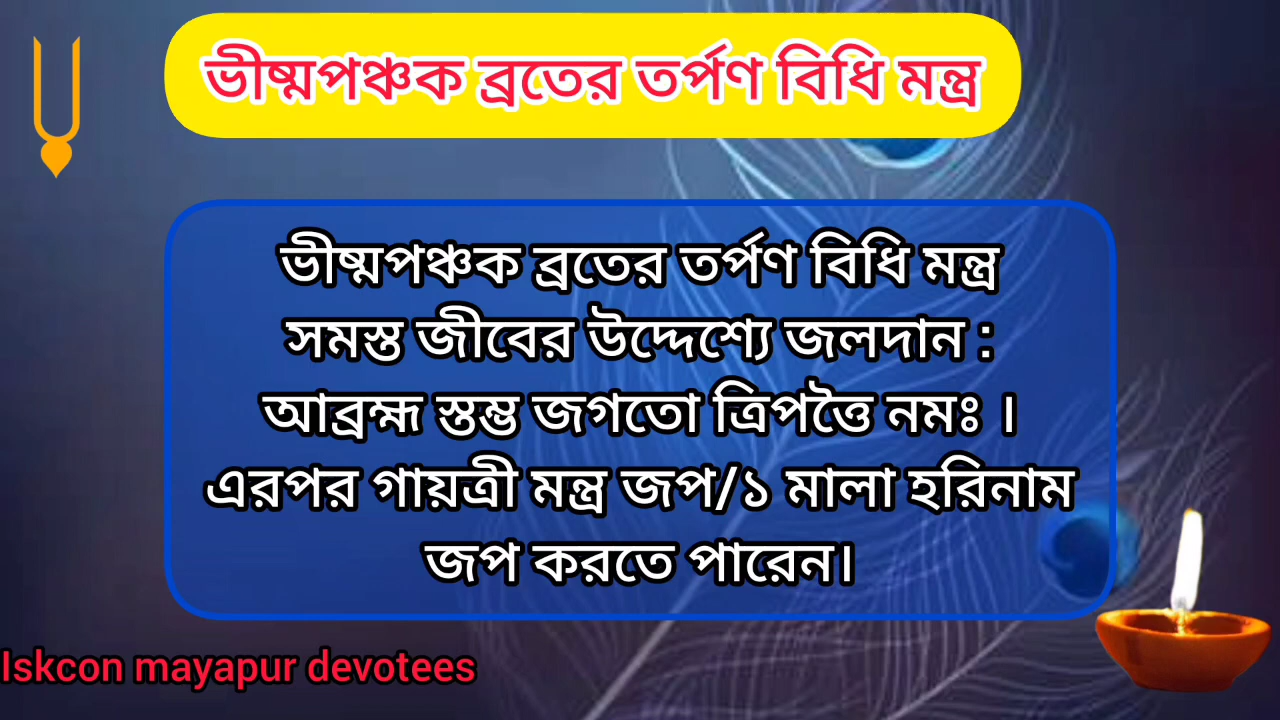 ভীষ্মপঞ্চক ব্রতের তর্পণ বিধি মন্ত্র
ভীষ্মপঞ্চক ব্রতের তর্পণ বিধি মন্ত্র
সমস্ত জীবের উদ্দেশ্যে জলদান :
আব্রহ্ম স্তম্ভ জগতো ত্রিপত্তৈ নমঃ ।
এরপর গায়ত্রী মন্ত্র জপ/১ মালা হরিনাম
জপ করতে পারেন।
Iskcon mayapur devotees